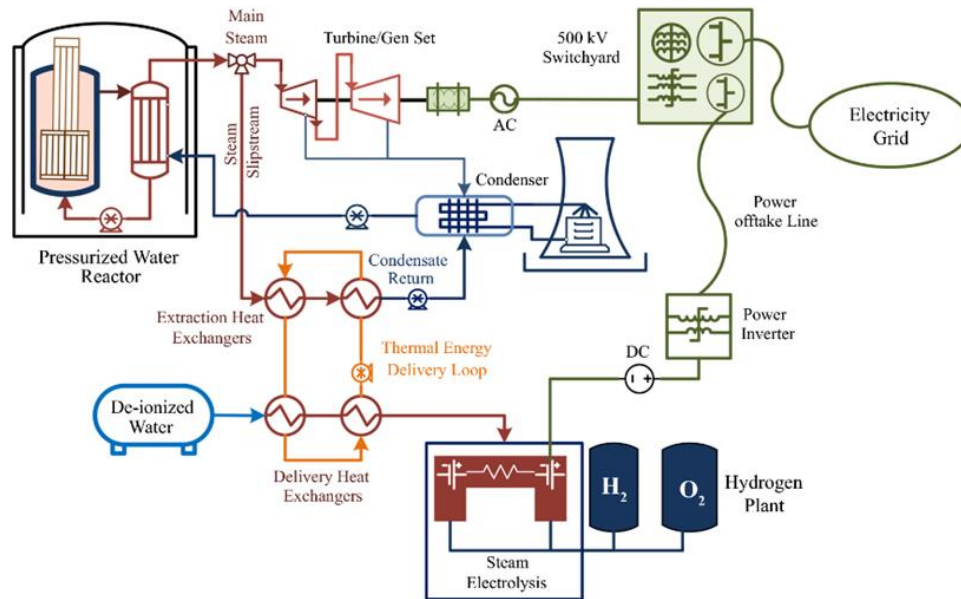 Main
Steam
Turbine/Gen Set
500 kV
Switchyard
AC
Electricity
Grid
Steam
Slipstream
Condenser
Power
offtake Line
Pressurized Water
Reactor
Condensate
Return
Extraction Heat
Exchangers
Power
Inverter
Thermal Energy
Delivery Loop
DC
De-ionized
Water
Delivery Heat
Exchangers
H2
O2
Hydrogen
Plant
Steam
Electrolysis